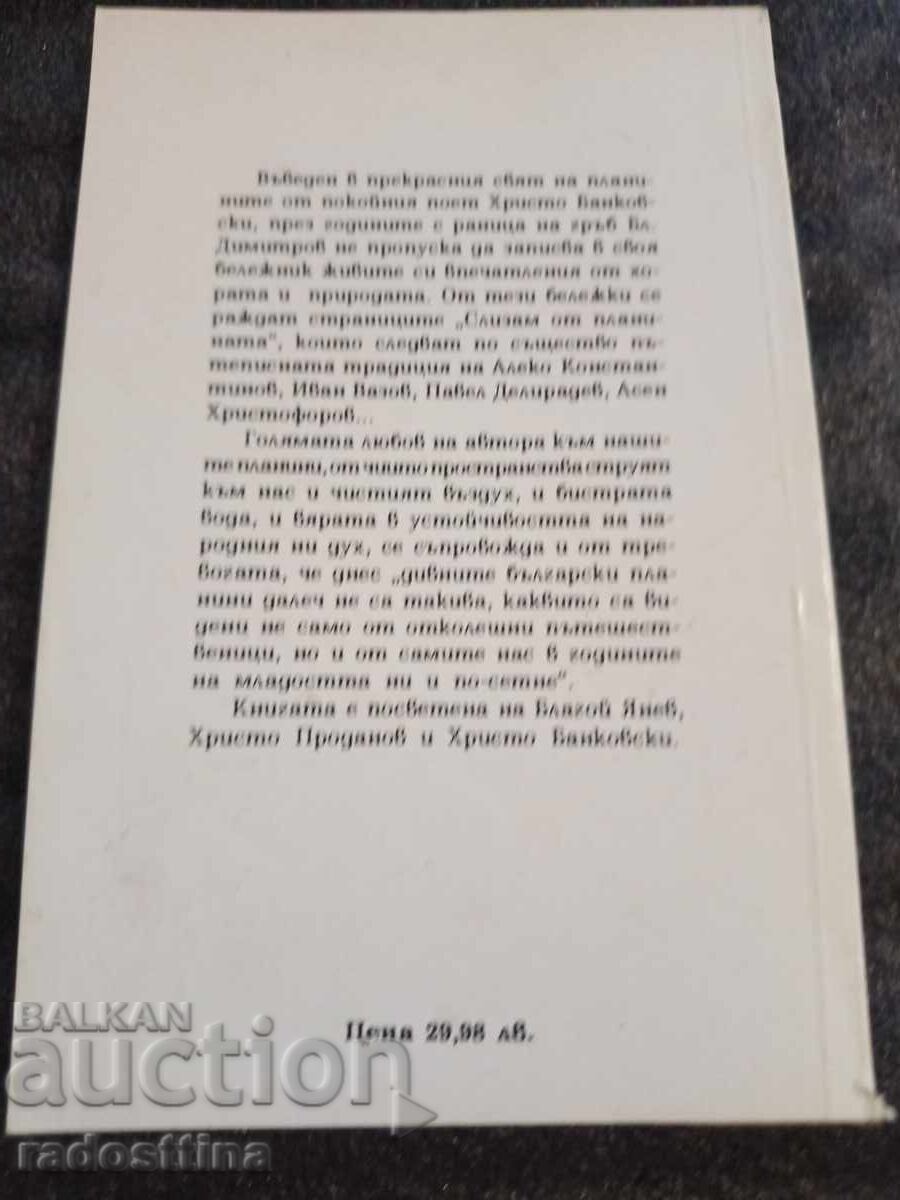 Въведен в прекрасния свят на плани-
ните от покойния поет Христо Банков-
ски, през годините с раница на гръб Бл.
Димитров не пропуска да записва в своя
бележник живите си впечатления от хо-
рата и природата. От тези бележки се
раждат страниците „Слизам от плани-
ната“, които следват по същество пъ-
теписната традиция на Алеко Констан-
тинов, Иван Вазов, Павел Делирадев, Асен
Христофоров...
Голямата любов на автора към наши-
те планини, от чиито пространства струят
към нас и чистият въздух, и бистрата
вода, и вярата в устойчивостта на на-
родния ни дух, се съпровожда и от тре-
вогата, че днес „дивните български пла-
нини далеч не са такива, каквито са ви-
дени не само от отколешни пътешест-
веници, но и от самите нас в годините
на младостта ни и по-сетне“.
Книгата е посветена на Благой Янев,
Христо Проданов и Христо Банковски.
Цена 29,98 лв.
BALKAN
auction
radosttina